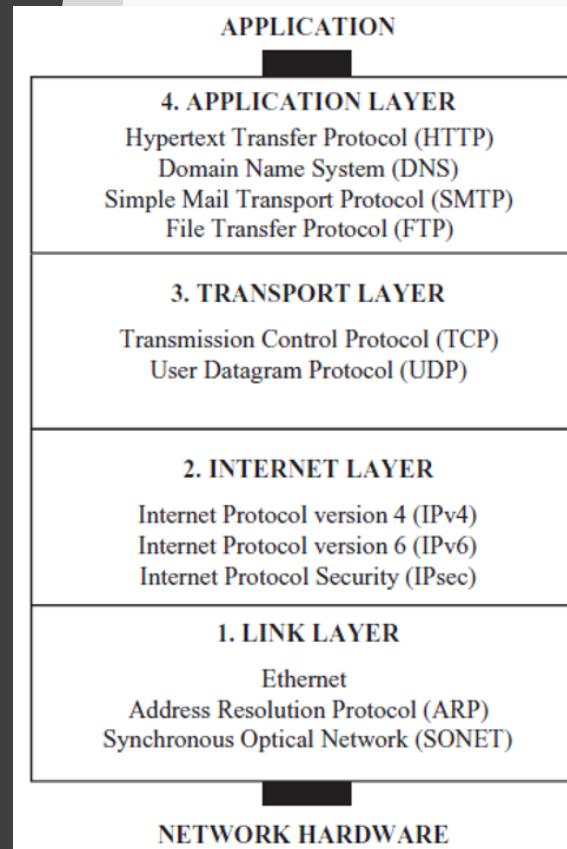 APPLICATION
4. APPLICATION LAYER
Hypertext Transfer Protocol (HTTP)
Domain Name System (DNS)
Simple Mail Transport Protocol (SMTP)
File Transfer Protocol (FTP)
3. TRANSPORT LAYER
Transmission Control Protocol (TCP)
User Datagram Protocol (UDP)
2. INTERNET LAYER
Internet Protocol version 4 (IPv4)
Internet Protocol version 6 (IPv6)
Internet Protocol Security (IPsec)
1. LINK LAYER
Ethernet
Address Resolution Protocol (ARP)
Synchronous Optical Network (SONET)
NETWORK HARDWARE